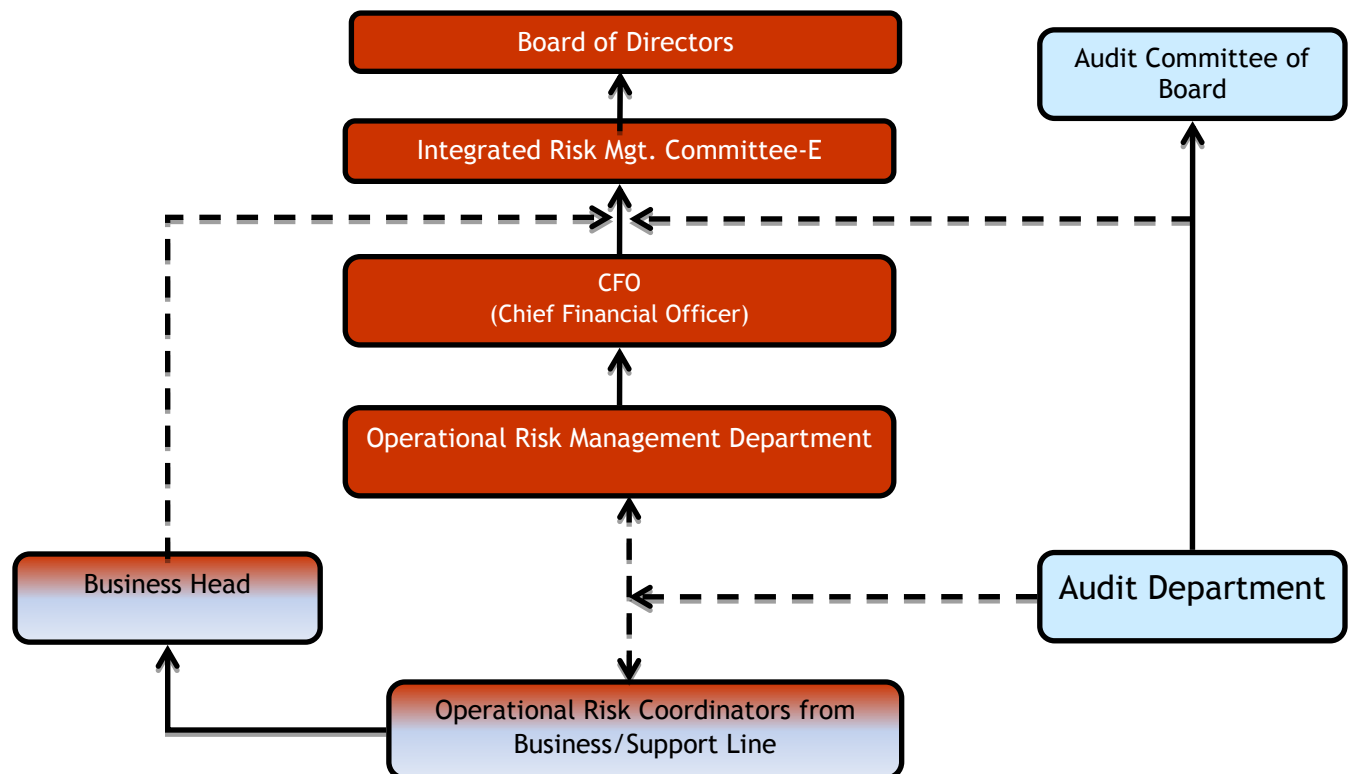 Board of Directors
Audit Committee of
Board
Integrated Risk Mgt. Committee-E
CFO
(Chief Financial Officer)
Operational Risk Management Department
Business Head
Audit Department
Operational Risk Coordinators from
Business/Support Line